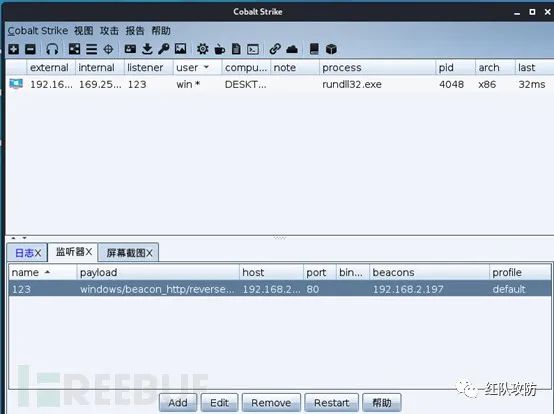 Cobalt Strike
Cobalt Strike 视图 攻击 报告 帮助
external internal listener user compu... note process pid arch last
192.16... 169.25... 123 win * DESKT... rundll32.exe 4048 x86 32ms
日志X 监听器X 屏幕截图X
name payload host port bin... beacons profile
123 windows/beacon_http/reverse... 192.168.2... 80 192.168.2.197 default
FREEBUF
红队攻防
Add Edit Remove Restart 帮助